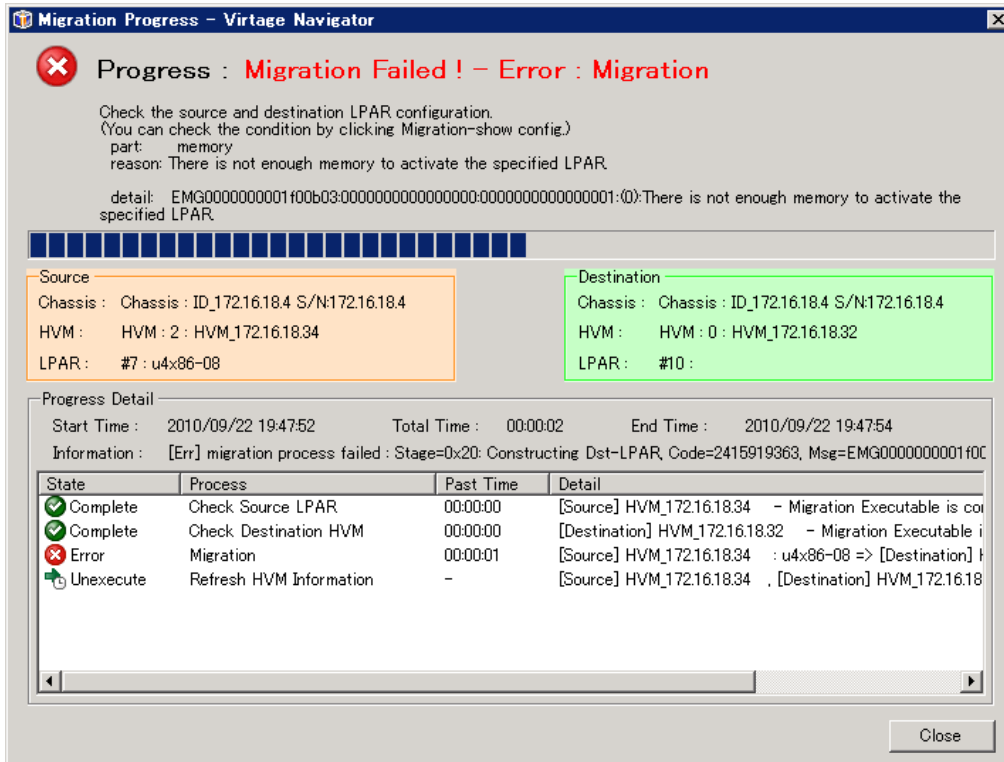 Migration Progress - Virtage Navigator
Progress : Migration Failed ! - Error : Migration
Check the source and destination LPAR configuration.
(You can check the condition by clicking Migration-show config.)
part: memory
reason: There is not enough memory to activate the specified LPAR.
detail: EMG0000000001f00b03:0000000000000000:0000000000000001:(0):There is not enough memory to activate the
specified LPAR.
Source
Chassis : Chassis : ID_172.16.18.4 S/N:172.16.18.4
HVM : HVM : 2 : HVM_172.16.18.34
LPAR : #7 : u4x86-08
Destination
Chassis : Chassis : ID_172.16.18.4 S/N:172.16.18.4
HVM : HVM : 0 : HVM_172.16.18.32
LPAR : #10 :
Progress Detail
Start Time : 2010/09/22 19:47:52 Total Time : 00:00:02 End Time : 2010/09/22 19:47:54
Information : [Err] migration process failed : Stage=0x20: Constructing Dst-LPAR, Code=2415919363, Msg=EMG0000000001f00
State Process Past Time Detail
Complete Check Source LPAR 00:00:00 [Source] HVM_172.16.18.34 - Migration Executable is co
Complete Check Destination HVM 00:00:00 [Destination] HVM_172.16.18.32 - Migration Executable i
Error Migration 00:00:01 [Source] HVM_172.16.18.34 : u4x86-08 => [Destination] H
Unexecute Refresh HVM Information - [Source] HVM_172.16.18.34 , [Destination] HVM_172.16.18
Close